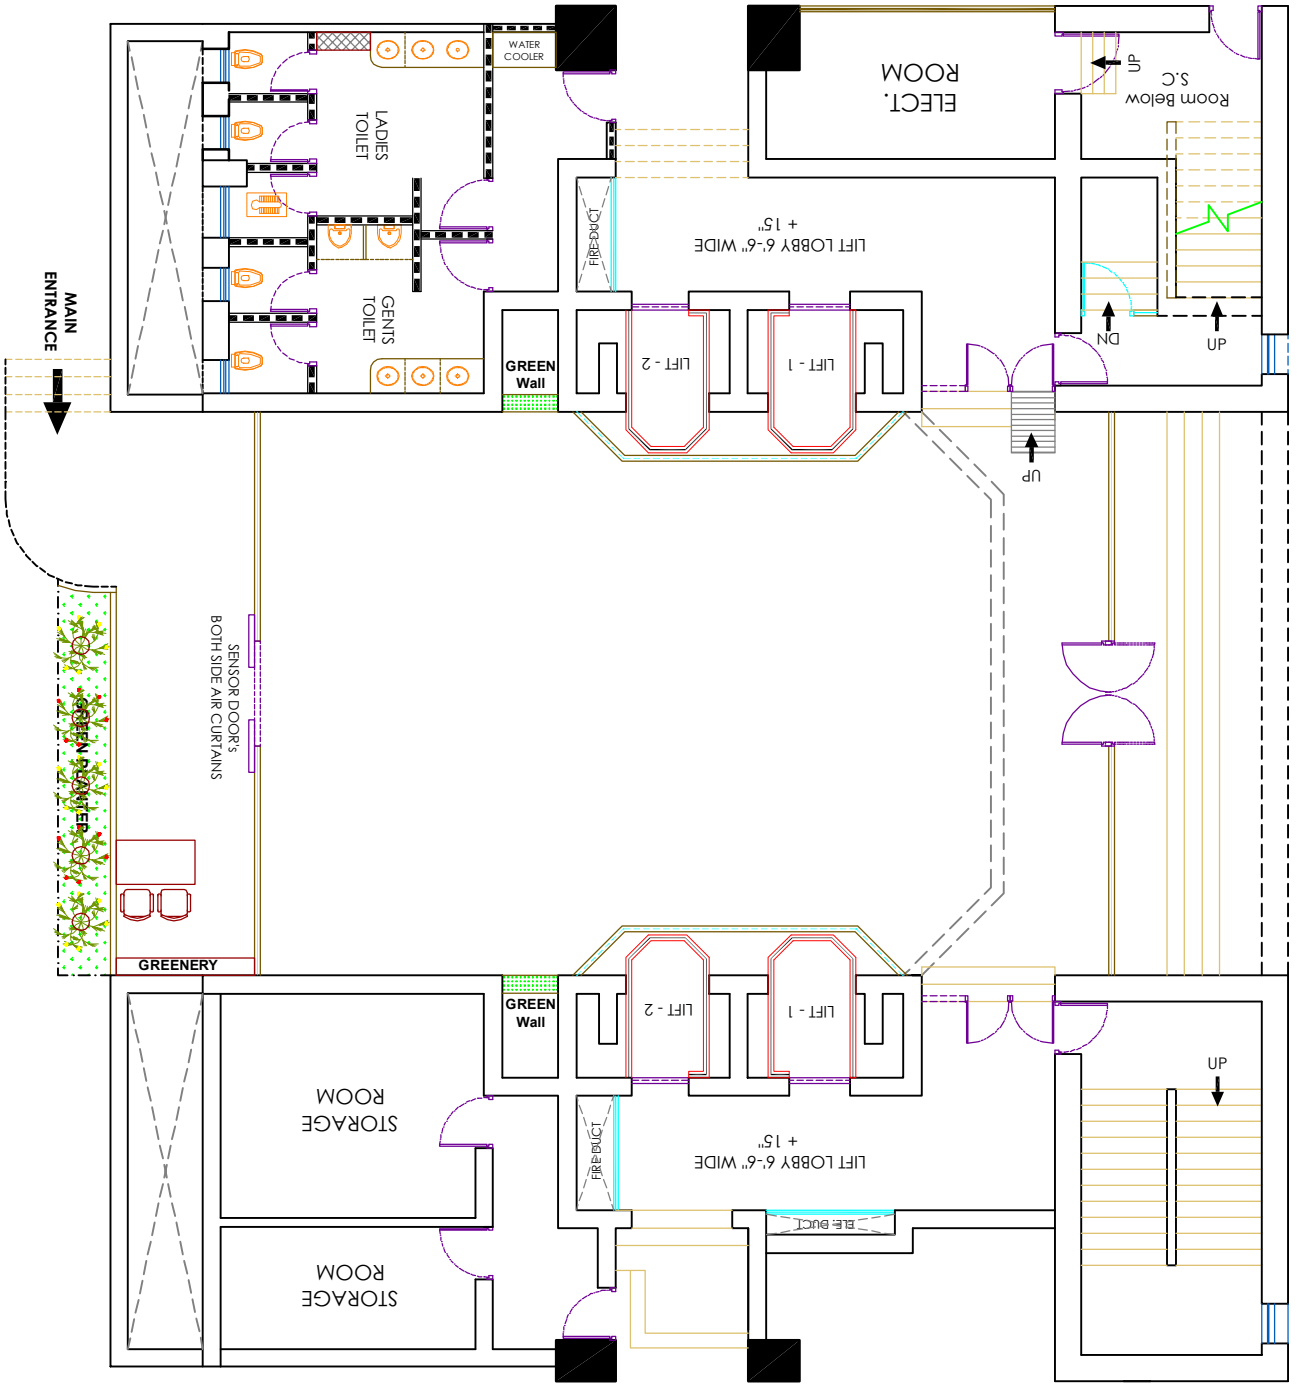 WATER
COOLER
ELECT.
ROOM
UP
Room Below
S.C
LADIES
TOILET
FIRE DUCT
LIFT LOBBY 6'-6" WIDE
+ 15"
MAIN
ENTRANCE
GENTS
TOILET
GREEN
Wall
LIFT - 2
LIFT - 1
DN
UP
UP
SENSOR DOOR's
BOTH SIDE AIR CURTAINS
GREEN PLANTER
GREENERY
GREEN
Wall
LIFT - 2
LIFT - 1
UP
STORAGE
ROOM
FIRE DUCT
LIFT LOBBY 6'-6" WIDE
+ 15"
ELE DUCT
STORAGE
ROOM